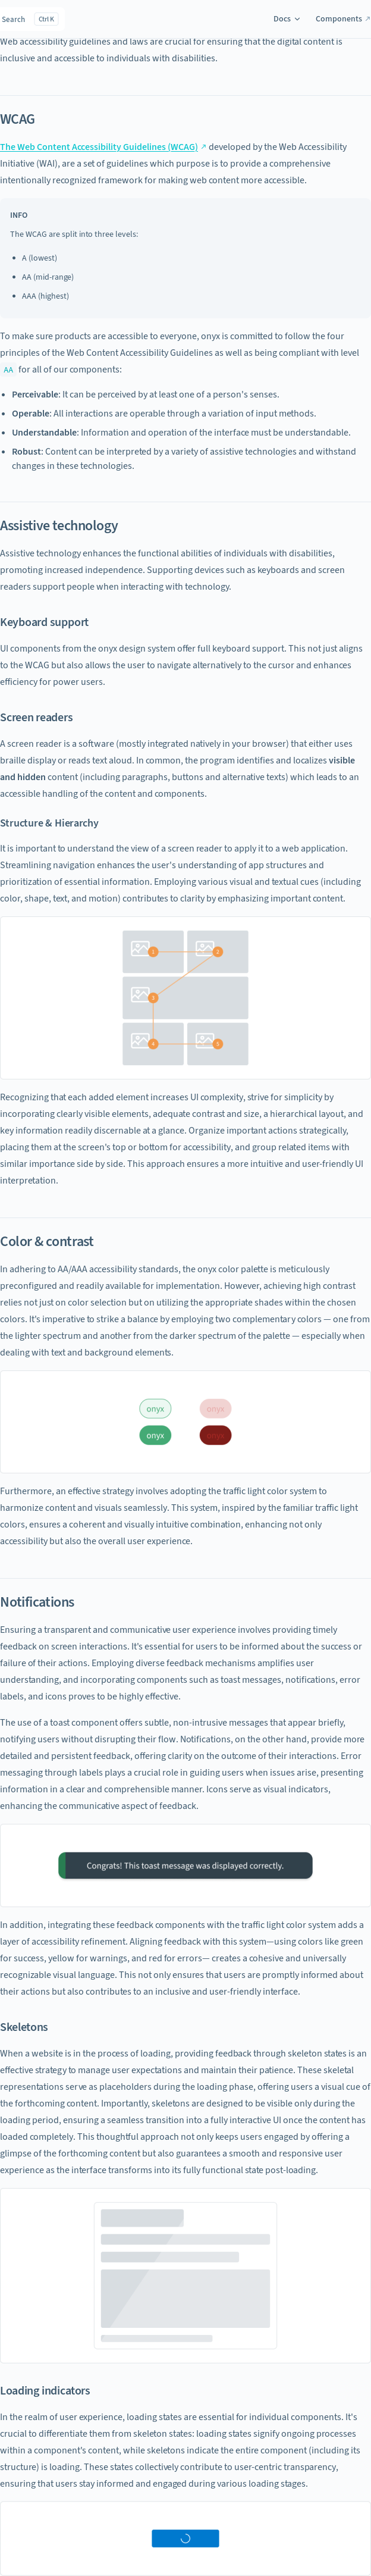 Search Ctrl K Docs Components ↗
Web accessibility guidelines and laws are crucial for ensuring that the digital content is
inclusive and accessible to individuals with disabilities.
WCAG
The Web Content Accessibility Guidelines (WCAG) ↗ developed by the Web Accessibility
Initiative (WAI), are a set of guidelines which purpose is to provide a comprehensive
intentionally recognized framework for making web content more accessible.
INFO
The WCAG are split into three levels:
• A (lowest)
• AA (mid-range)
• AAA (highest)
To make sure products are accessible to everyone, onyx is committed to follow the four
principles of the Web Content Accessibility Guidelines as well as being compliant with level
AA for all of our components:
• Perceivable: It can be perceived by at least one of a person's senses.
• Operable: All interactions are operable through a variation of input methods.
• Understandable: Information and operation of the interface must be understandable.
• Robust: Content can be interpreted by a variety of assistive technologies and withstand
changes in these technologies.
Assistive technology
Assistive technology enhances the functional abilities of individuals with disabilities,
promoting increased independence. Supporting devices such as keyboards and screen
readers support people when interacting with technology.
Keyboard support
UI components from the onyx design system offer full keyboard support. This not just aligns
to the WCAG but also allows the user to navigate alternatively to the cursor and enhances
efficiency for power users.
Screen readers
A screen reader is a software (mostly integrated natively in your browser) that either uses
braille display or reads text aloud. In common, the program identifies and localizes visible
and hidden content (including paragraphs, buttons and alternative texts) which leads to an
accessible handling of the content and components.
Structure & Hierarchy
It is important to understand the view of a screen reader to apply it to a web application.
Streamlining navigation enhances the user's understanding of app structures and
prioritization of essential information. Employing various visual and textual cues (including
color, shape, text, and motion) contributes to clarity by emphasizing important content.
1 2
3
4 5
Recognizing that each added element increases UI complexity, strive for simplicity by
incorporating clearly visible elements, adequate contrast and size, a hierarchical layout, and
key information readily discernable at a glance. Organize important actions strategically,
placing them at the screen's top or bottom for accessibility, and group related items with
similar importance side by side. This approach ensures a more intuitive and user-friendly UI
interpretation.
Color & contrast
In adhering to AA/AAA accessibility standards, the onyx color palette is meticulously
preconfigured and readily available for implementation. However, achieving high contrast
relies not just on color selection but on utilizing the appropriate shades within the chosen
colors. It's imperative to strike a balance by employing two complementary colors — one from
the lighter spectrum and another from the darker spectrum of the palette — especially when
dealing with text and background elements.
onyx onyx
onyx onyx
Furthermore, an effective strategy involves adopting the traffic light color system to
harmonize content and visuals seamlessly. This system, inspired by the familiar traffic light
colors, ensures a coherent and visually intuitive combination, enhancing not only
accessibility but also the overall user experience.
Notifications
Ensuring a transparent and communicative user experience involves providing timely
feedback on screen interactions. It's essential for users to be informed about the success or
failure of their actions. Employing diverse feedback mechanisms amplifies user
understanding, and incorporating components such as toast messages, notifications, error
labels, and icons proves to be highly effective.
The use of a toast component offers subtle, non-intrusive messages that appear briefly,
notifying users without disrupting their flow. Notifications, on the other hand, provide more
detailed and persistent feedback, offering clarity on the outcome of their interactions. Error
messaging through labels plays a crucial role in guiding users when issues arise, presenting
information in a clear and comprehensible manner. Icons serve as visual indicators,
enhancing the communicative aspect of feedback.
Congrats! This toast message was displayed correctly.
In addition, integrating these feedback components with the traffic light color system adds a
layer of accessibility refinement. Aligning feedback with this system—using colors like green
for success, yellow for warnings, and red for errors— creates a cohesive and universally
recognizable visual language. This not only ensures that users are promptly informed about
their actions but also contributes to an inclusive and user-friendly interface.
Skeletons
When a website is in the process of loading, providing feedback through skeleton states is an
effective strategy to manage user expectations and maintain their patience. These skeletal
representations serve as placeholders during the loading phase, offering users a visual cue of
the forthcoming content. Importantly, skeletons are designed to be visible only during the
loading period, ensuring a seamless transition into a fully interactive UI once the content has
loaded completely. This thoughtful approach not only keeps users engaged by offering a
glimpse of the forthcoming content but also guarantees a smooth and responsive user
experience as the interface transforms into its fully functional state post-loading.
Loading indicators
In the realm of user experience, loading states are essential for individual components. It's
crucial to differentiate them from skeleton states: loading states signify ongoing processes
within a component's content, while skeletons indicate the entire component (including its
structure) is loading. These states collectively contribute to user-centric transparency,
ensuring that users stay informed and engaged during various loading stages.